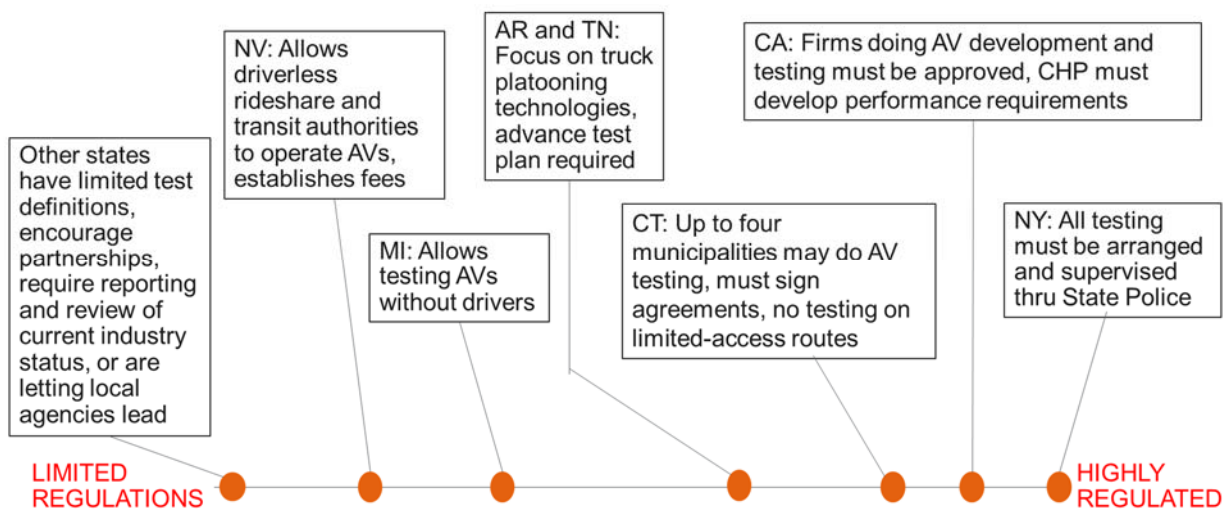 Other states
have limited test
definitions,
encourage
partnerships,
require reporting
and review of
current industry
status, or are
letting local
agencies lead
NV: Allows
driverless
rideshare and
transit authorities
to operate AVs,
establishes fees
MI: Allows
testing AVs
without drivers
AR and TN:
Focus on truck
platooning
technologies,
advance test
plan required
CT: Up to four
municipalities may do AV
testing, must sign
agreements, no testing on
limited-access routes
CA: Firms doing AV development and
testing must be approved, CHP must
develop performance requirements
NY: All testing
must be arranged
and supervised
thru State Police
LIMITED
REGULATIONS
HIGHLY
REGULATED